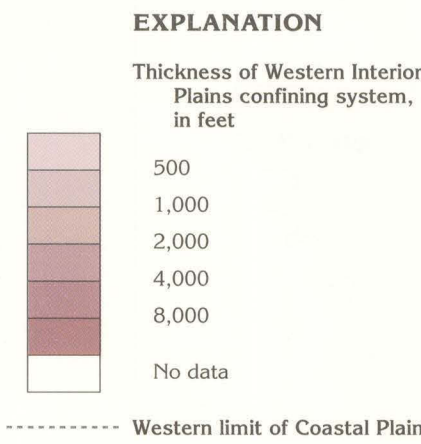 EXPLANATION
Thickness of Western Interior
Plains confining system,
in feet
500
1,000
2,000
4,000
8,000
No data
Western limit of Coastal Plain